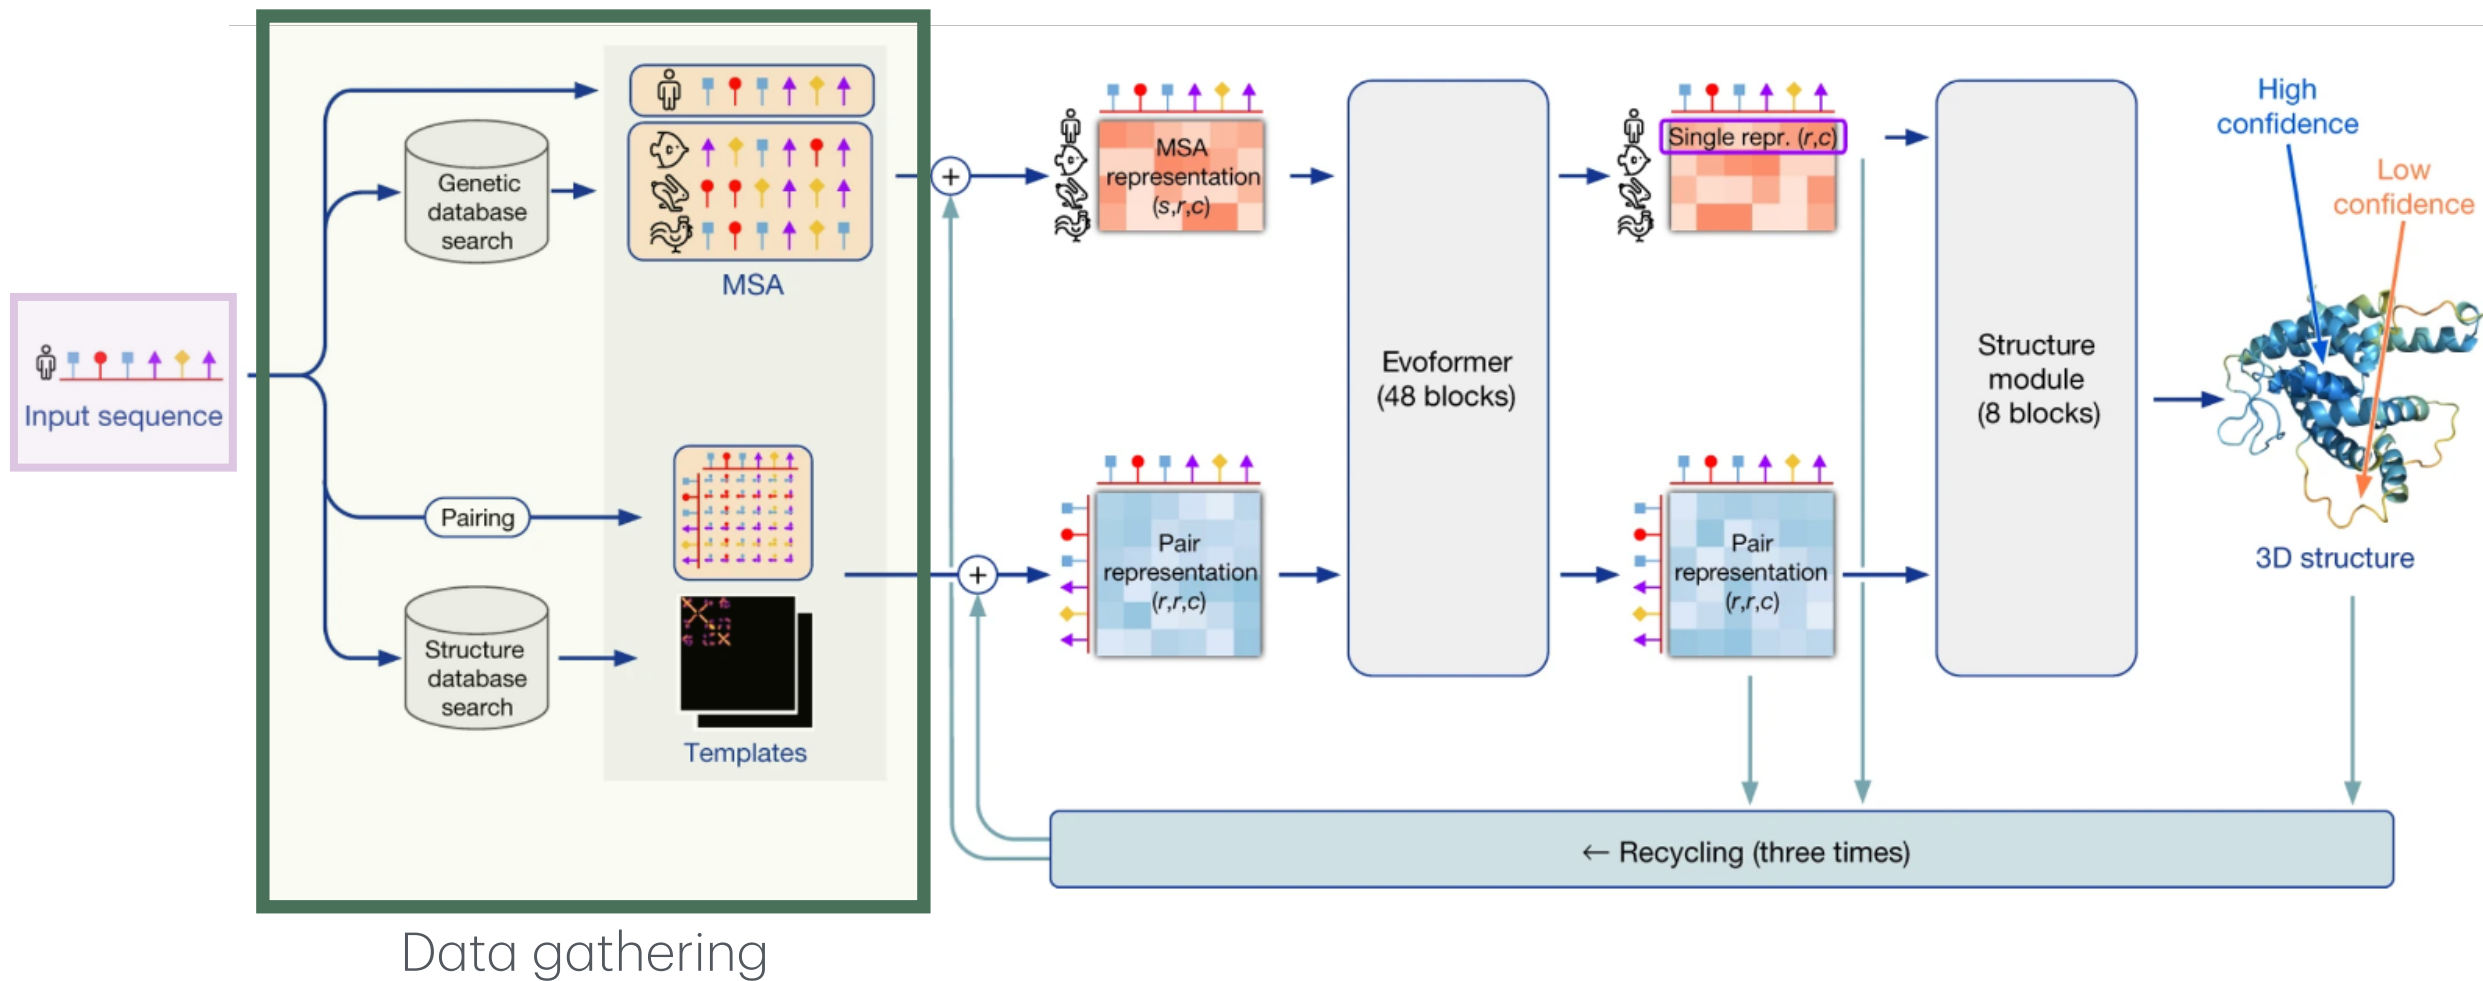 Input sequence
Genetic
database
search
MSA
Pairing
Structure
database
search
Templates
Data gathering
+
+
MSA
representation
(s,r,c)
Pair
representation
(r,r,c)
Evoformer
(48 blocks)
Single repr. (r,c)
Pair
representation
(r,r,c)
Structure
module
(8 blocks)
High
confidence
Low
confidence
3D structure
← Recycling (three times)